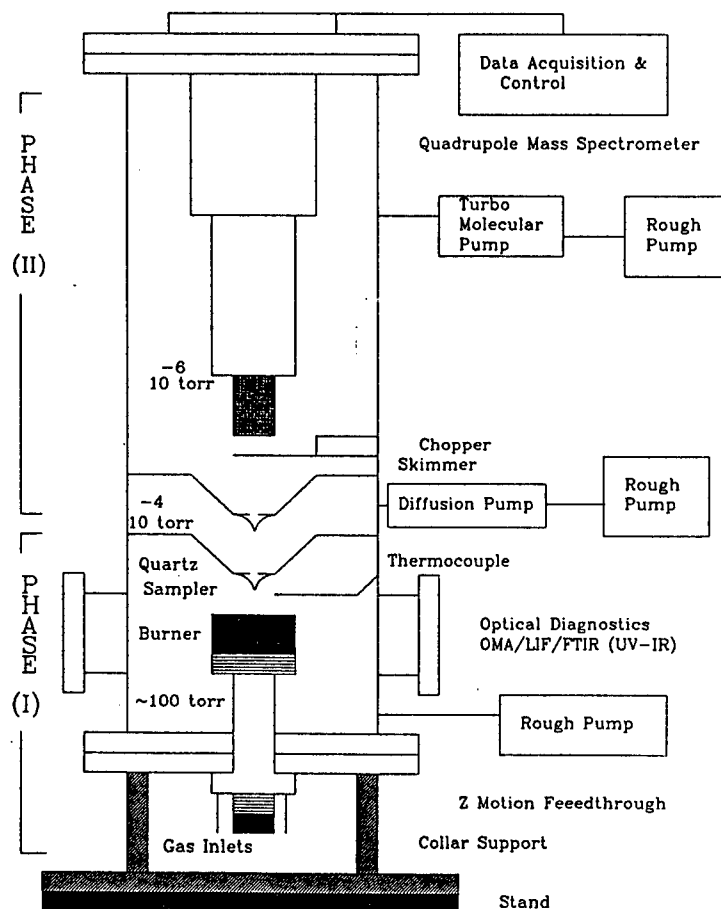 Data Acquisition &
Control
PHASE
(II)
Quadrupole Mass Spectrometer
Turbo
Molecular
Pump
Rough
Pump
-6
10 torr
Chopper
Skimmer
-4
10 torr
Diffusion Pump
Rough
Pump
PHASE
(I)
Quartz
Sampler
Thermocouple
Burner
Optical Diagnostics
OMA/LIF/FTIR (UV-IR)
~100 torr
Rough Pump
Z Motion Feeedthrough
Gas Inlets
Collar Support
Stand